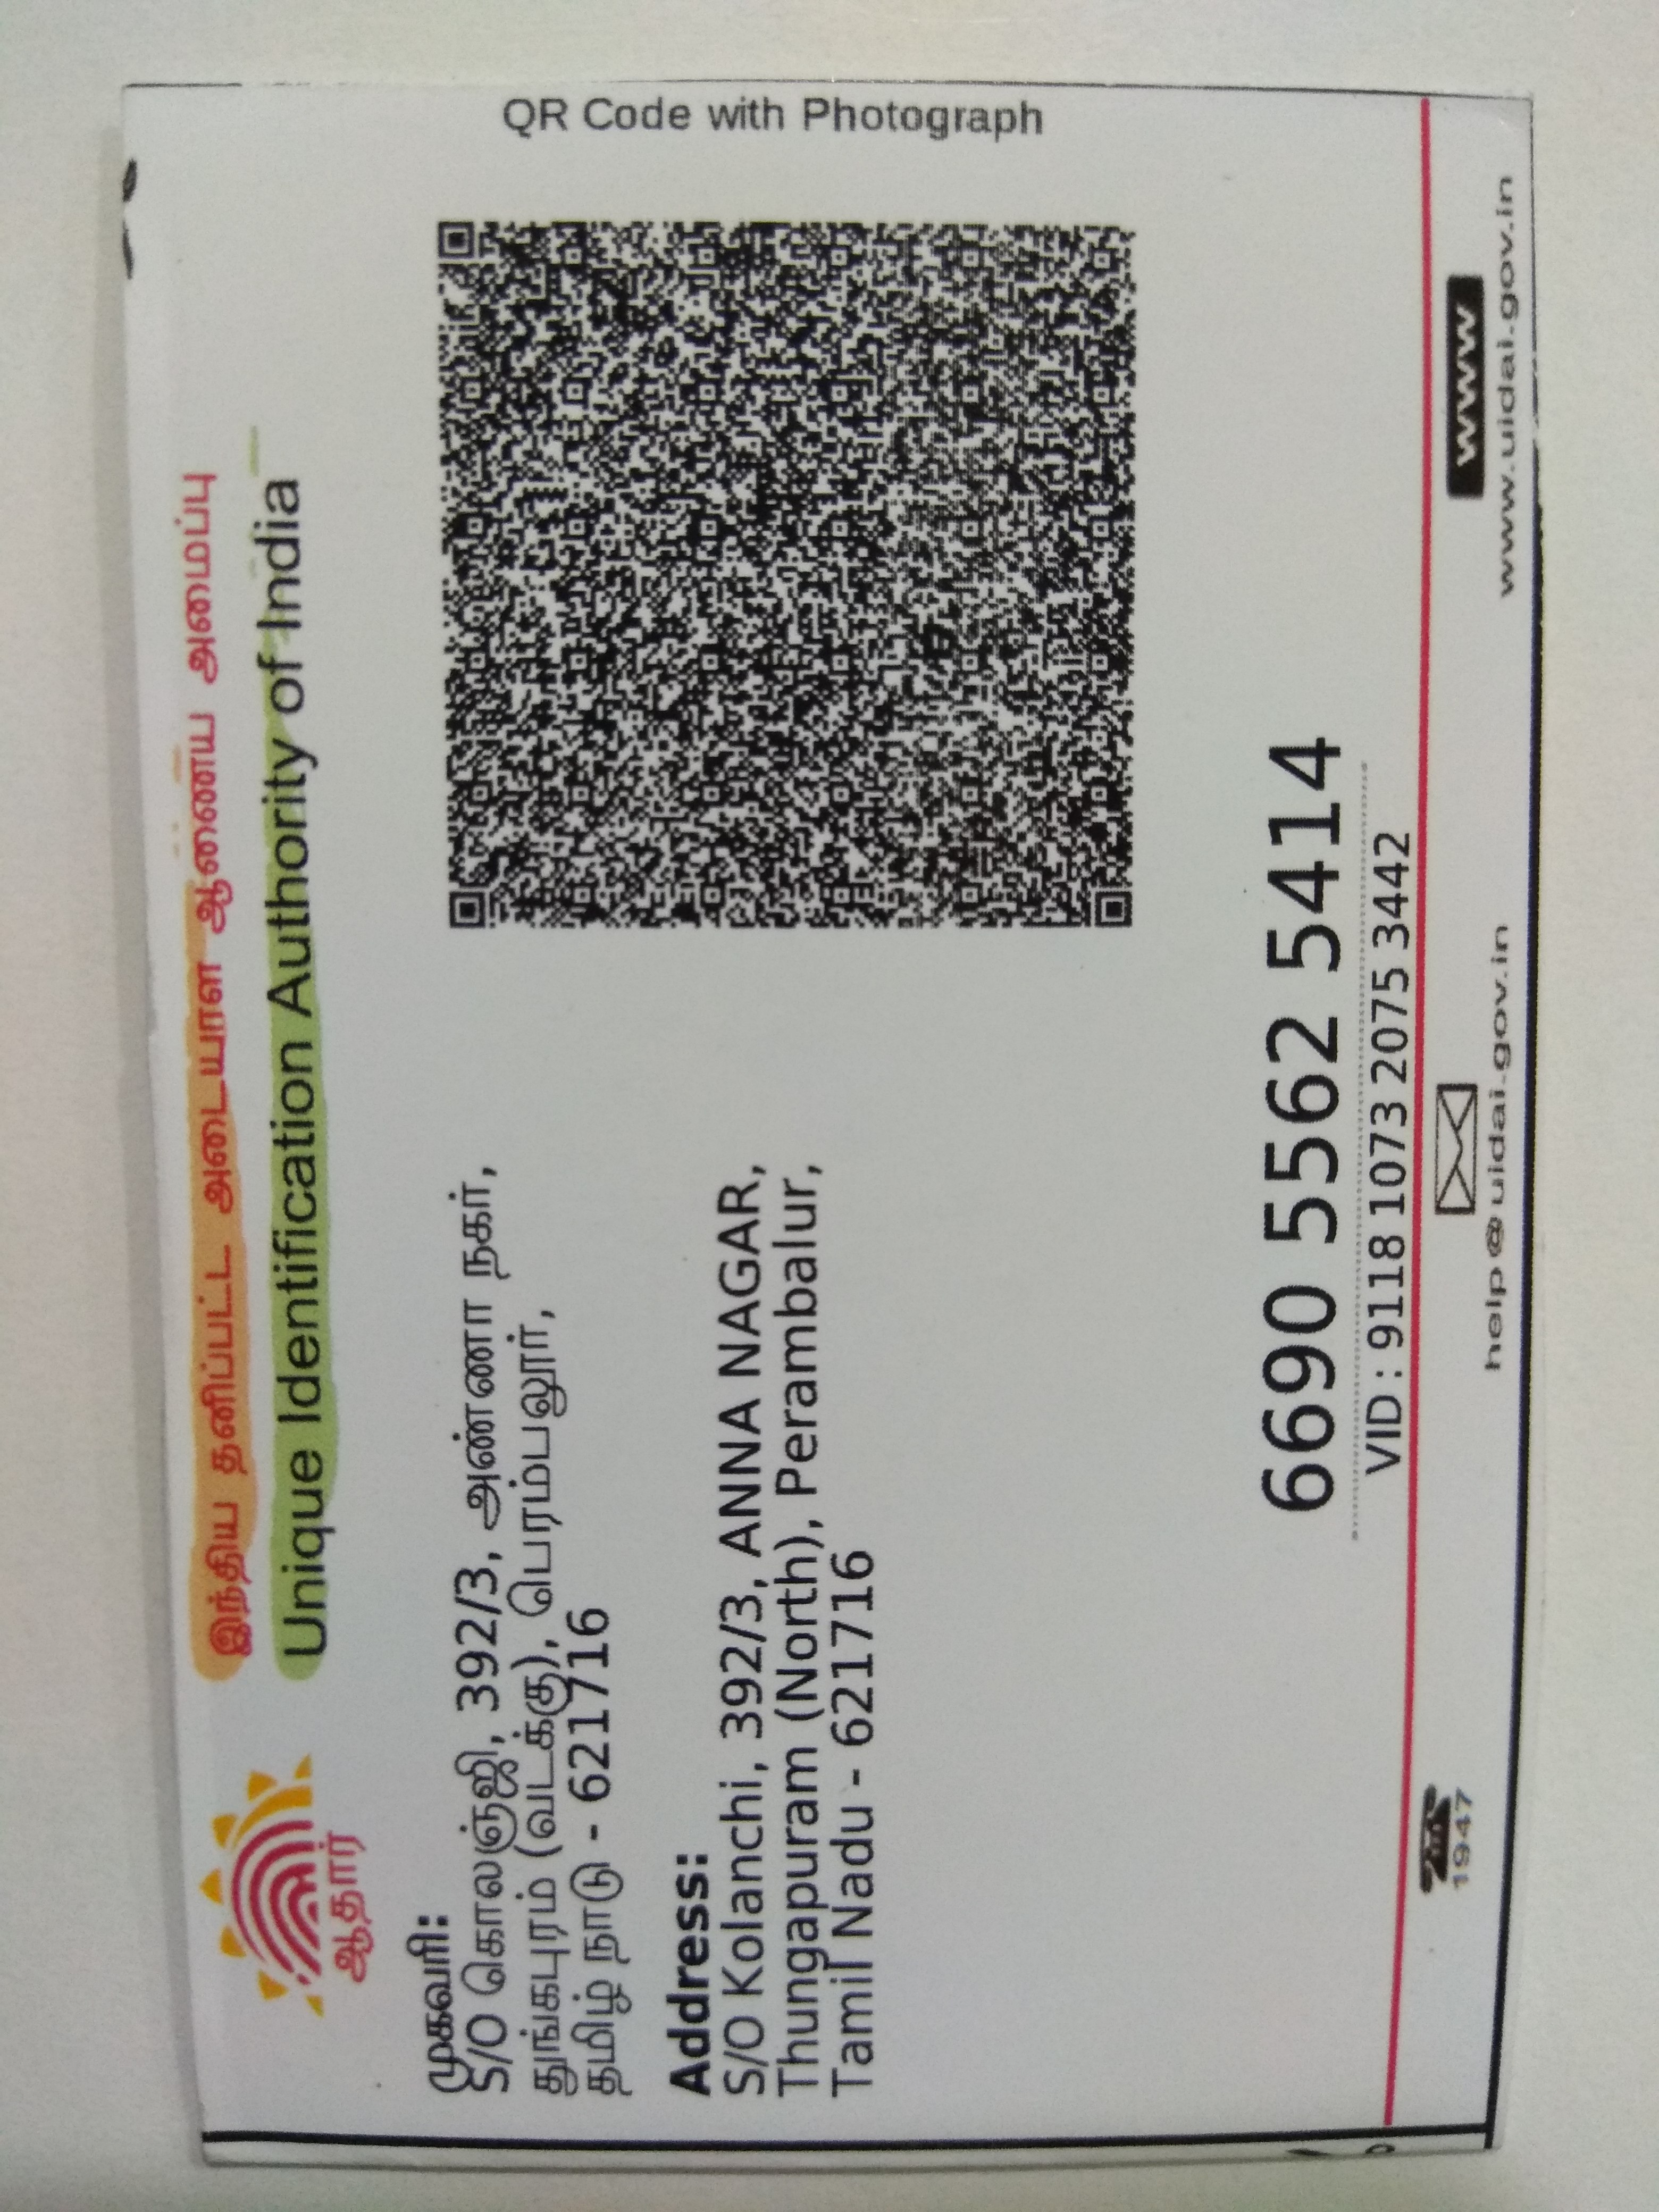 இந்திய தனிப்பட்ட அடையாள ஆணைய அமைப்பு
Unique Identification Authority of India
ஆதார்
முகவரி:
S/O கொலஞ்ஜி, 392/3, அண்ணா நகர்,
துங்கபுரம் (வடக்கு), பெரம்பலூர்,
தமிழ் நாடு - 621716
Address:
S/O Kolanchi, 392/3, ANNA NAGAR,
Thungapuram (North), Perambalur,
Tamil Nadu - 621716
QR Code with Photograph
6690 5562 5414
VID : 9118 1073 2075 3442
1947
help@uidai.gov.in
www
www.uidai.gov.in